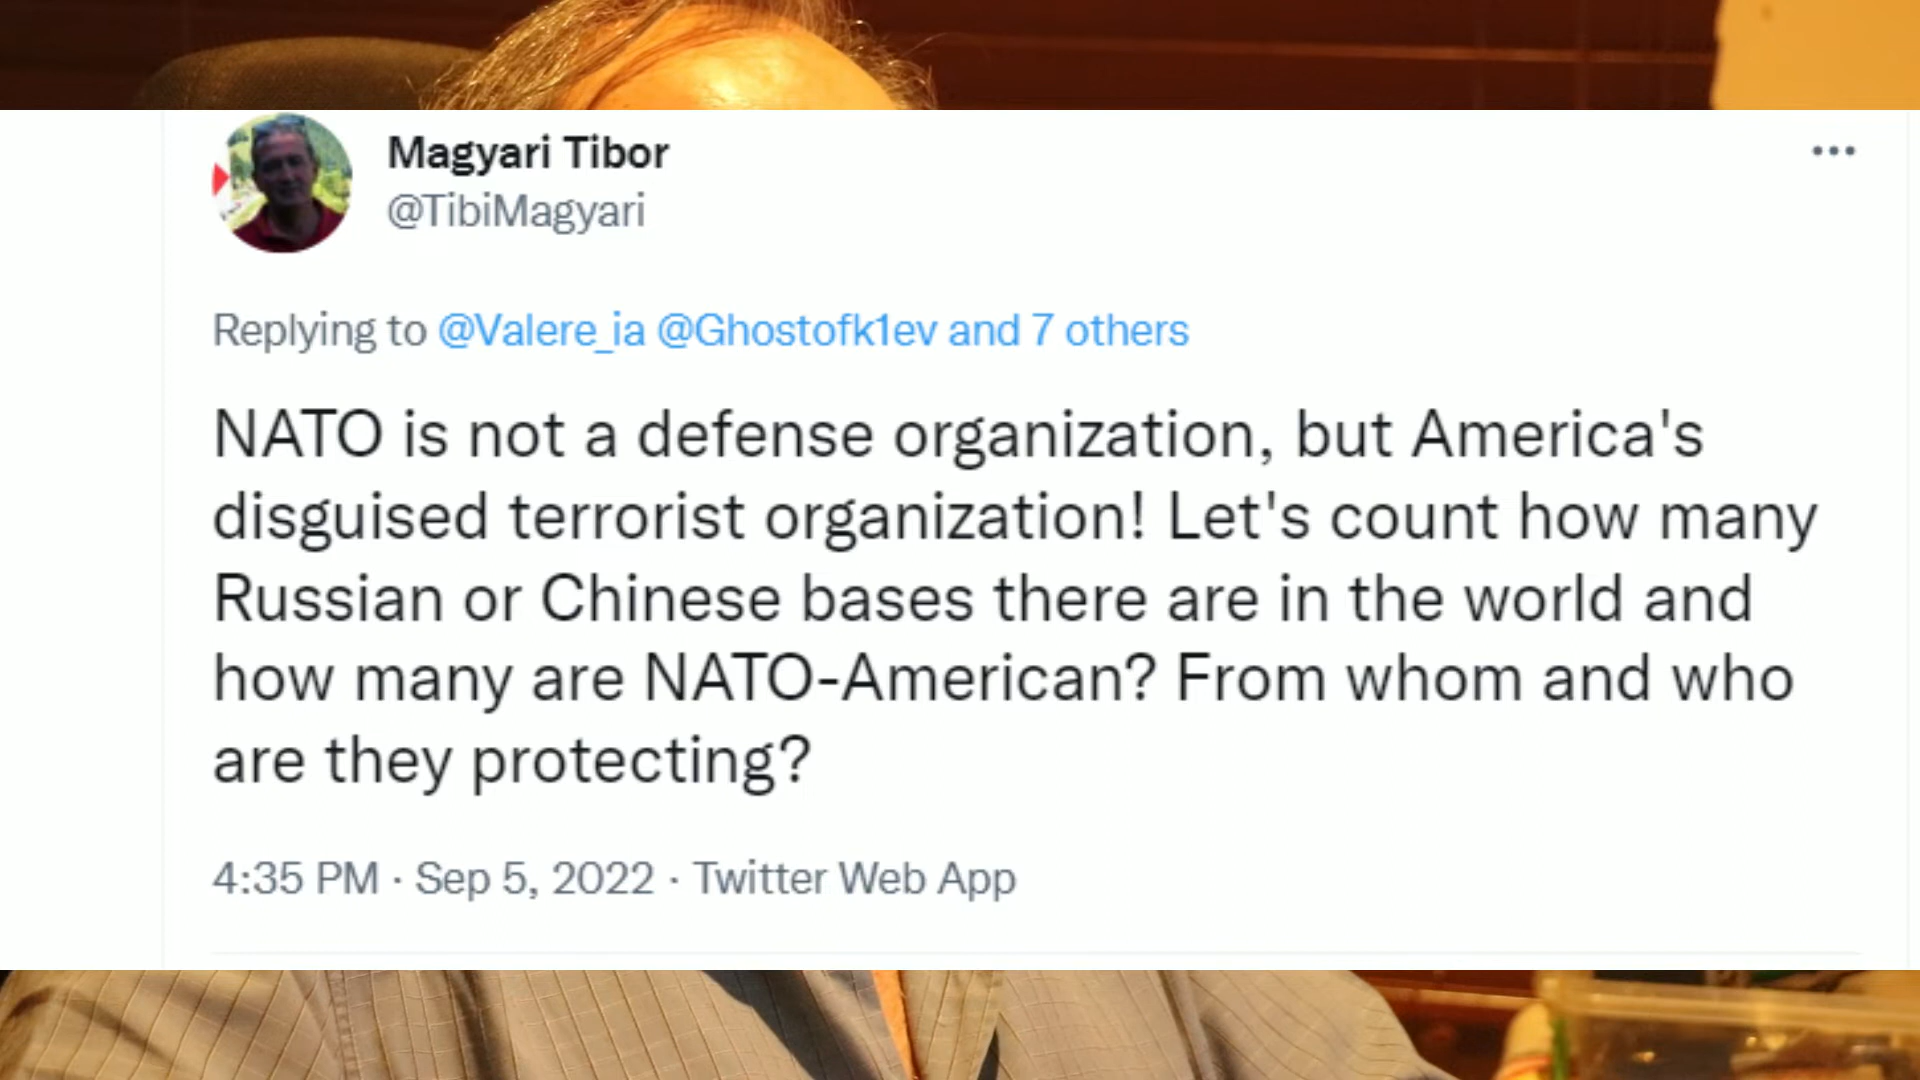 Magyari Tibor
@TibiMagyari
Replying to @Valere_ia @Ghostofk1ev and 7 others
NATO is not a defense organization, but America's
disguised terrorist organization! Let's count how many
Russian or Chinese bases there are in the world and
how many are NATO-American? From whom and who
are they protecting?
4:35 PM · Sep 5, 2022 · Twitter Web App